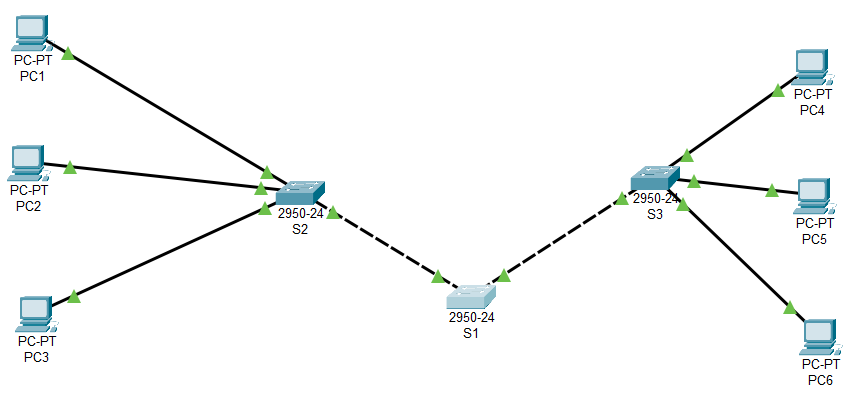 PC-PT
PC1
PC-PT
PC2
PC-PT
PC3
2950-24
S2
2950-24
S1
2950-24
S3
PC-PT
PC4
PC-PT
PC5
PC-PT
PC6